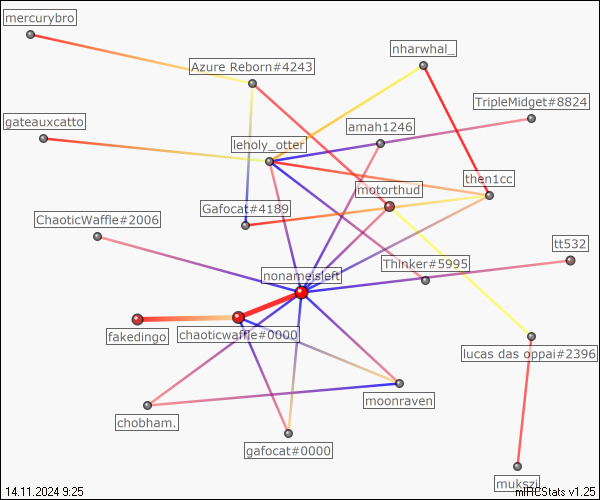 mercurybro
nharwhal_
Azure Reborn#4243
TripleMidget#8824
gateauxcatto
amah1246
leholy_otter
then1cc
motorthud
Gafocat#4189
ChaoticWaffle#2006
tt532
Thinker#5995
nonameisleft
fakedingo
chaoticwaffle#0000
lucas das oppai#2396
moonraven
chobham.
gafocat#0000
mukszi
14.11.2024 9:25
mIHCStats v1.25